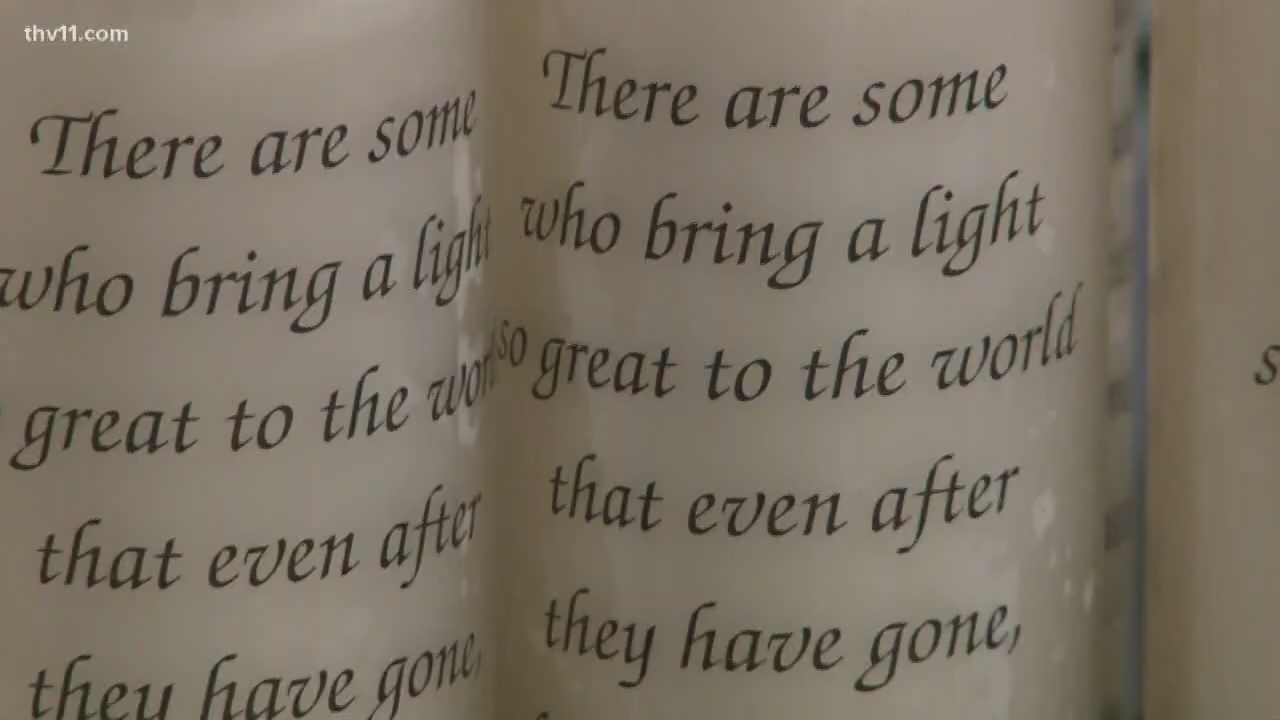 thv11.com
There are some
who bring a light
great to the
that even after
they have gone,
There are some
who bring a light
so great to the world
that even after
they have gone,
s